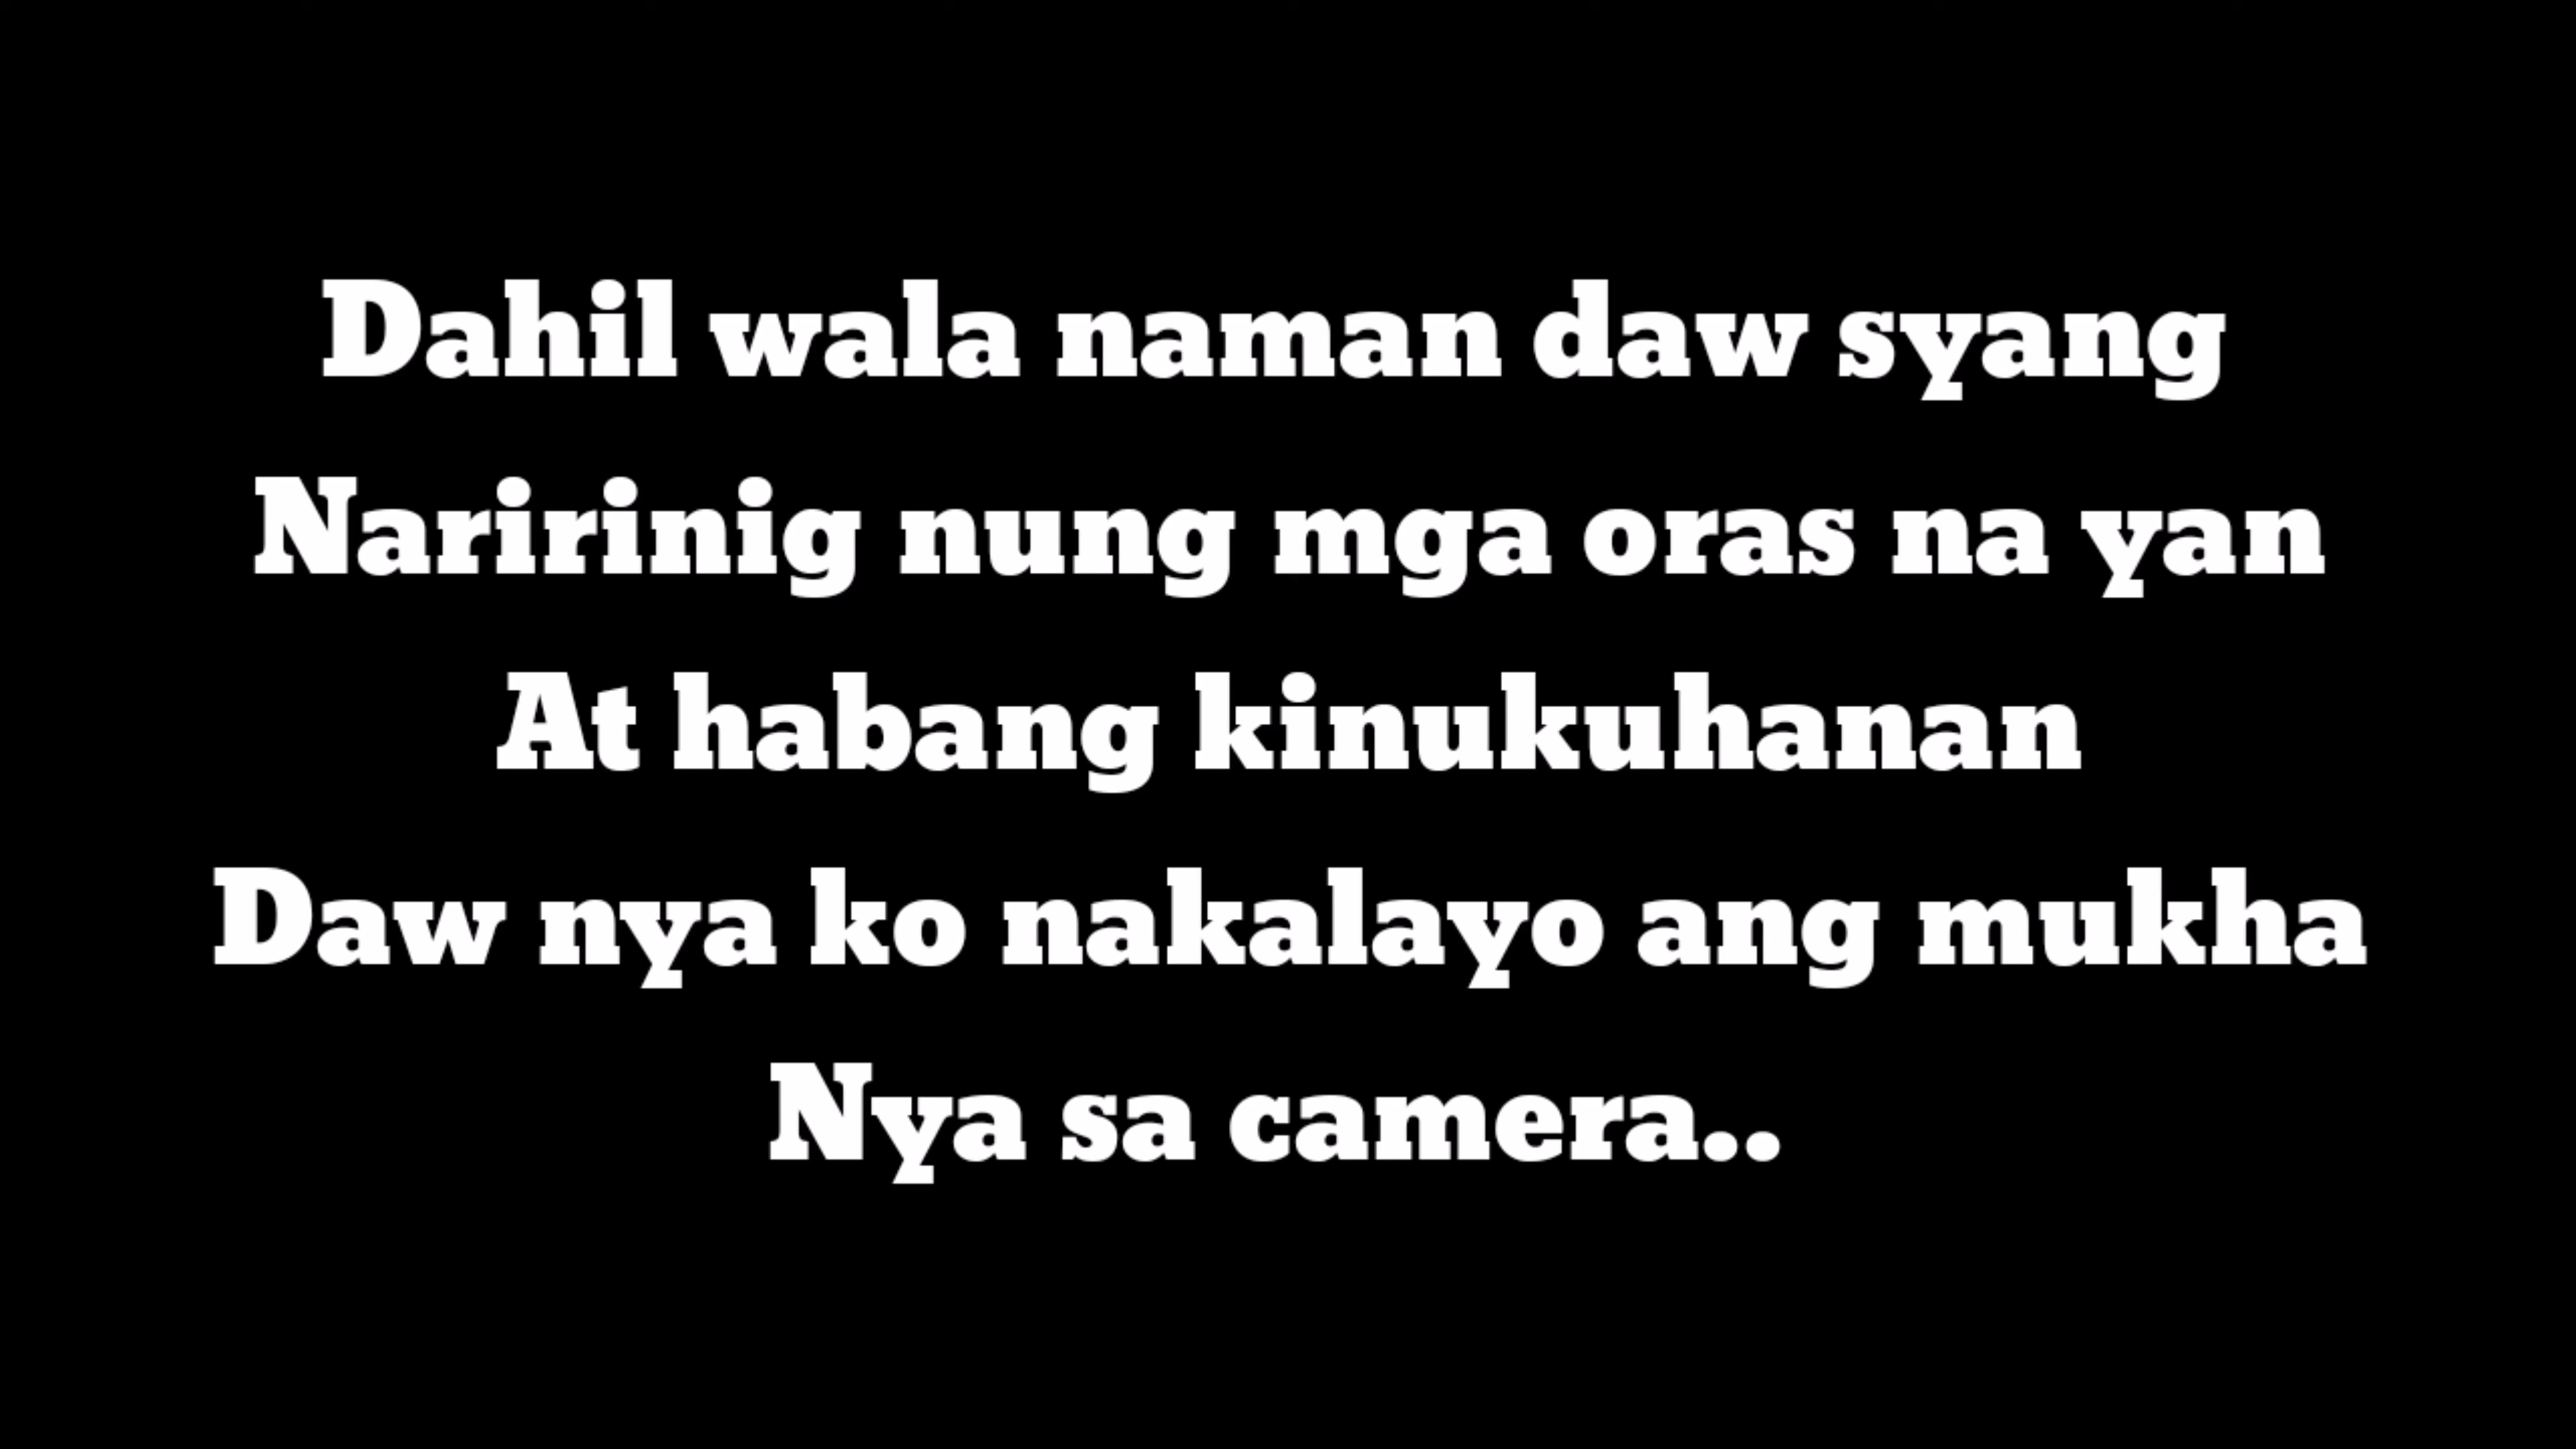 Dahil wala naman daw syang
Naririnig nung mga oras na yan
At habang kinukuhanan
Daw nya ko nakalayo ang mukha
Nya sa camera..